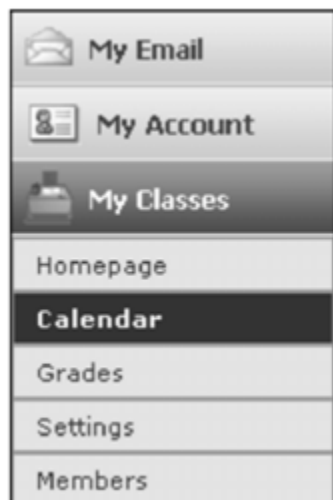 My Email
My Account
My Classes
Homepage
Calendar
Grades
Settings
Members